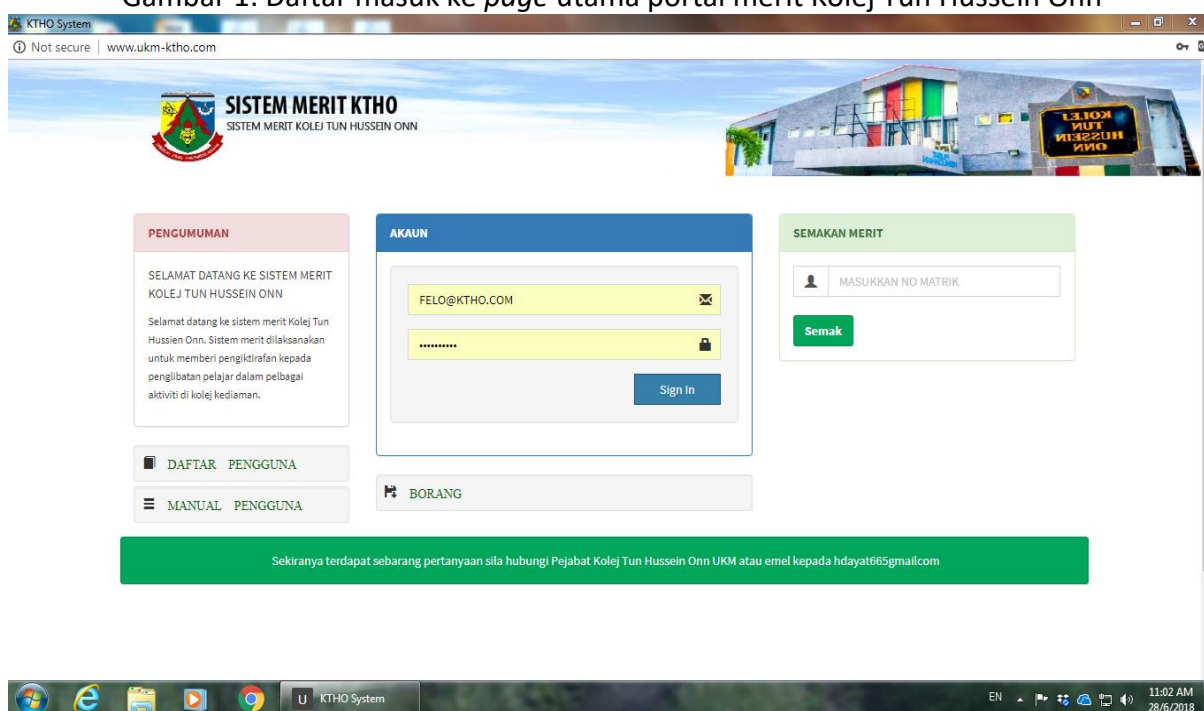 Gambar 1: Daftar masuk ke page utama portal merit Kolej Tun Hussein Onn
KTHO System
Not secure | www.ukm-ktho.com
SISTEM MERIT KTHO
SISTEM MERIT KOLEJ TUN HUSSEIN ONN
KOLEJ
TUN
HUSSEIN
ONN
PENGUMUMAN
SELAMAT DATANG KE SISTEM MERIT
KOLEJ TUN HUSSEIN ONN
Selamat datang ke sistem merit Kolej Tun
Hussien Onn. Sistem merit dilaksanakan
untuk memberi pengiktirafan kepada
penglibatan pelajar dalam pelbagai
aktiviti di kolej kediaman.
DAFTAR PENGGUNA
MANUAL PENGGUNA
AKAUN
FELO@KTHO.COM
••••••••••
Sign In
BORANG
SEMAKAN MERIT
MASUKKAN NO MATRIK
Semak
Sekiranya terdapat sebarang pertanyaan sila hubungi Pejabat Kolej Tun Hussein Onn UKM atau emel kepada hdayat665gmailcom
U KTHO System
EN
11:02 AM
28/6/2018